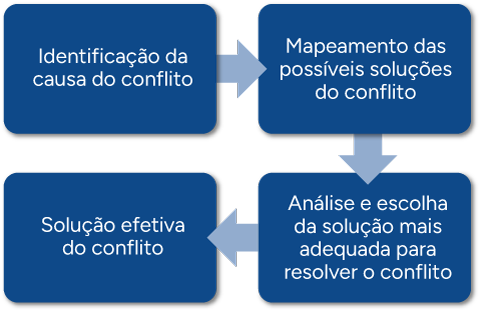 Identificação da
causa do conflito
Mapeamento das
possíveis soluções
do conflito
Análise e escolha
da solução mais
adequada para
resolver o conflito
Solução efetiva
do conflito